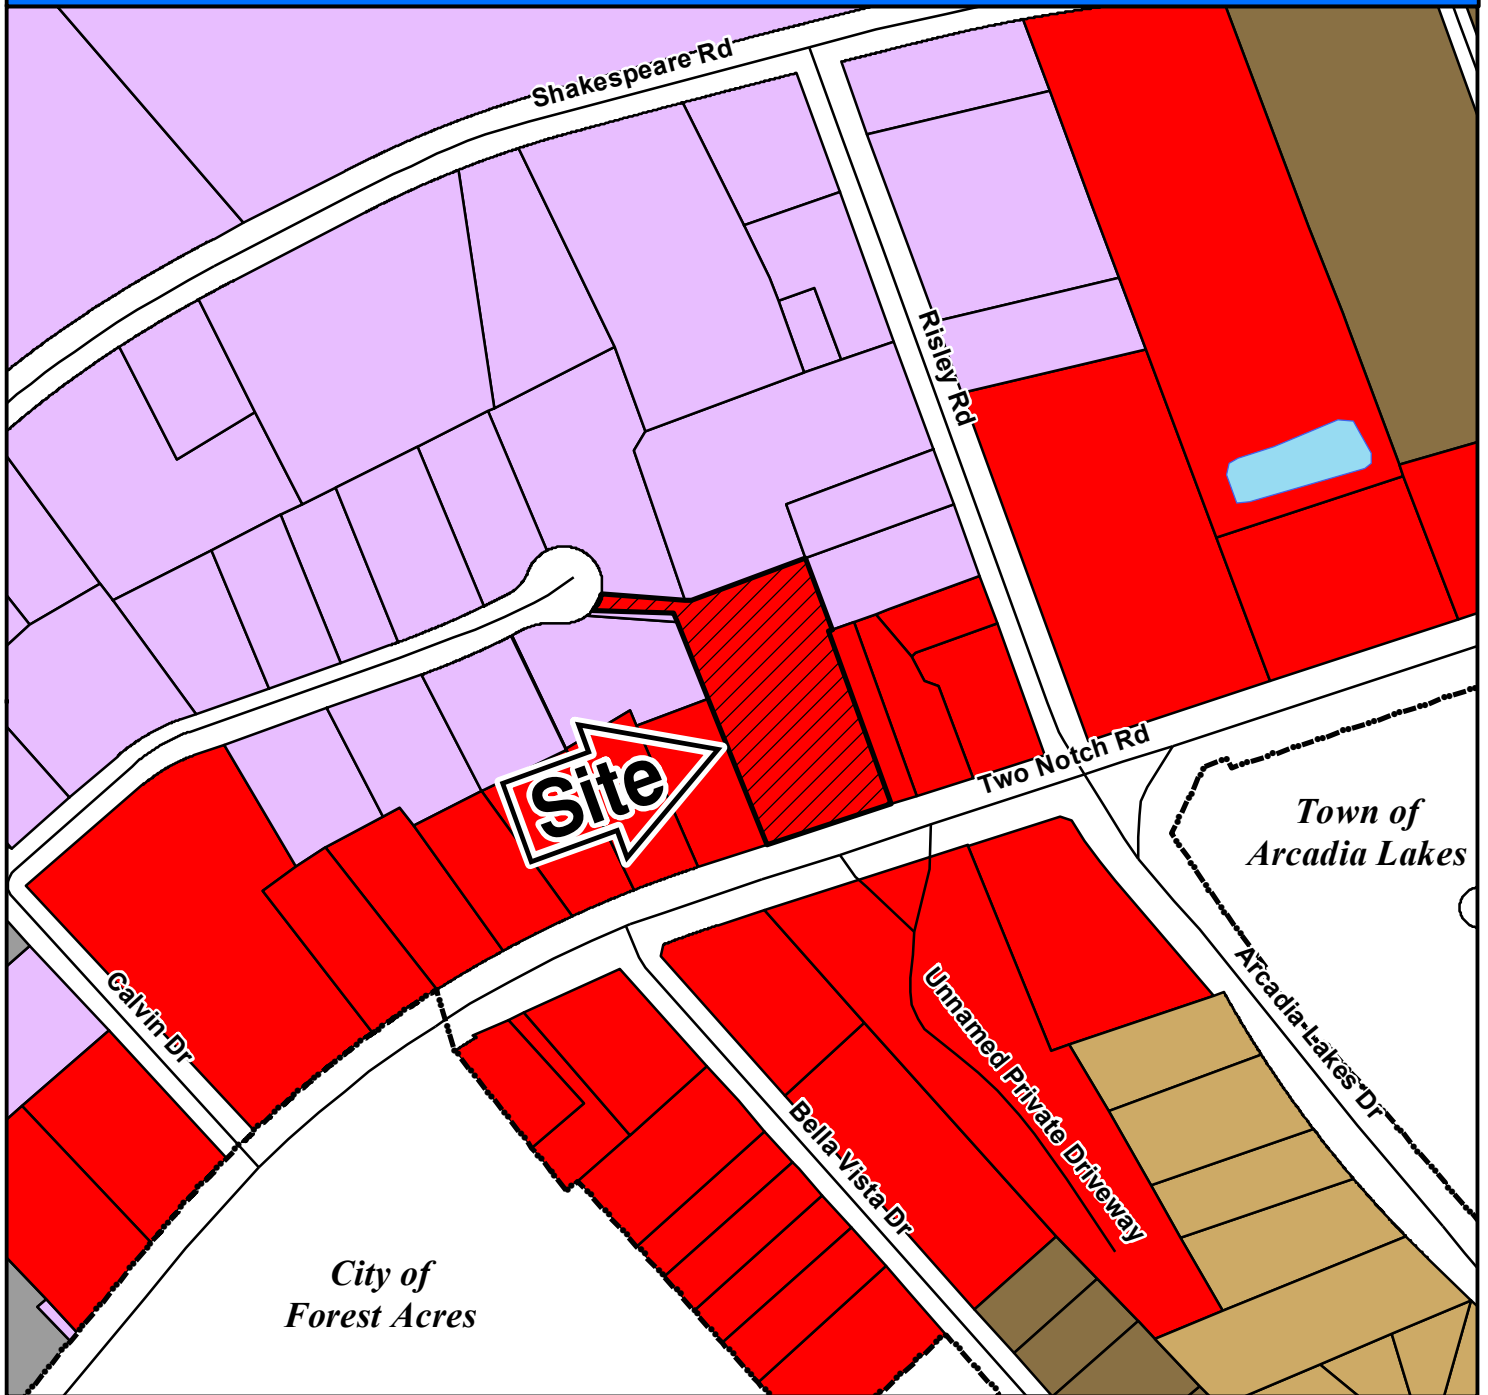 Shakespeare Rd
Risley Rd
Two Notch Rd
Site
Town of
Arcadia Lakes
Calvin Dr
Unnamed Private Driveway
Arcadia Lakes Dr
Bella Vista Dr
City of
Forest Acres